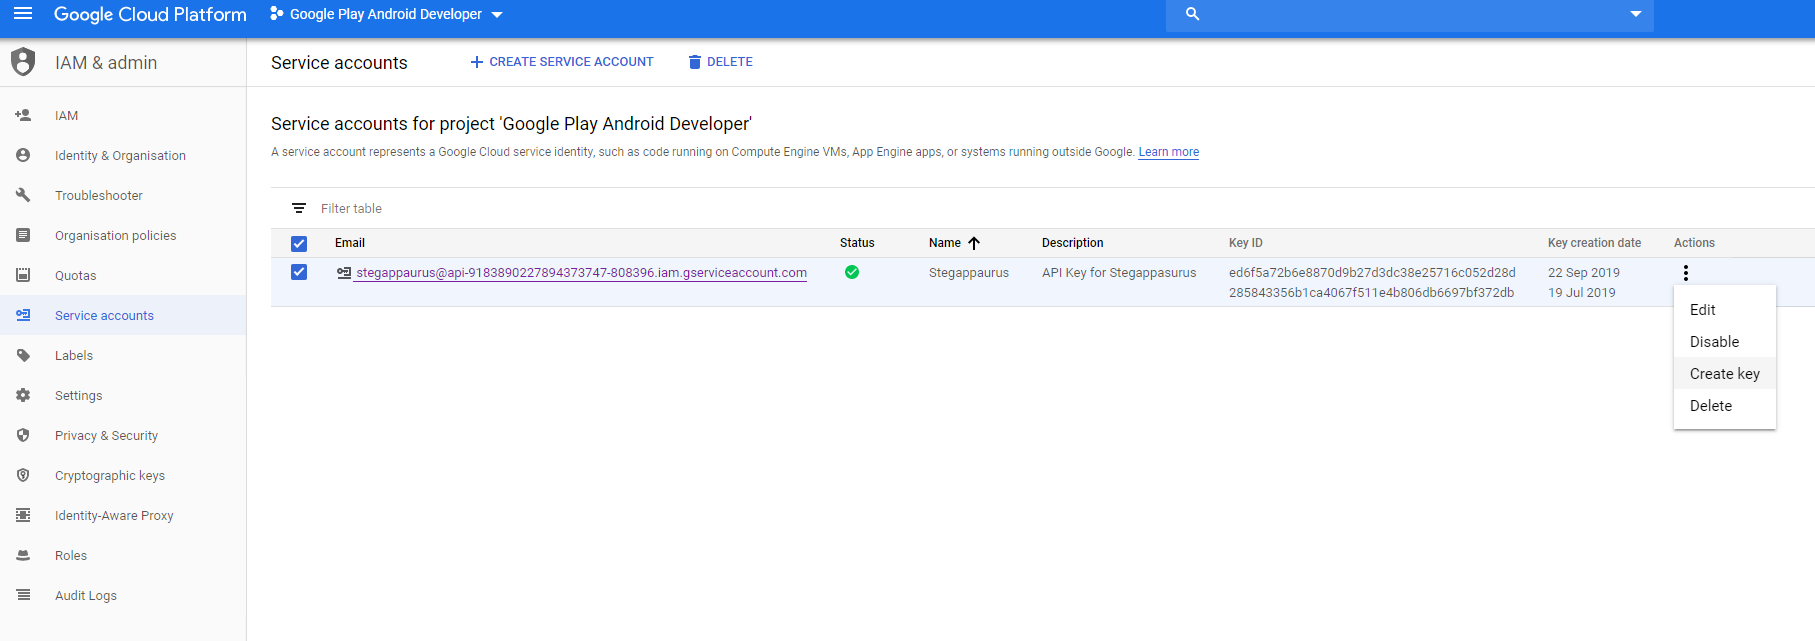 Google Cloud Platform
Google Play Android Developer
IAM & admin
Service accounts
CREATE SERVICE ACCOUNT
DELETE
IAM
Identity & Organisation
Troubleshooter
Organisation policies
Quotas
Service accounts
Labels
Settings
Privacy & Security
Cryptographic keys
Identity-Aware Proxy
Roles
Audit Logs
Service accounts for project 'Google Play Android Developer'
A service account represents a Google Cloud service identity, such as code running on Compute Engine VMs, App Engine apps, or systems running outside Google. Learn more
Filter table
Email Status Name Description Key ID Key creation date Actions
stegappaurus@api-9183890227894373747-808396.iam.gserviceaccount.com Stegappaurus API Key for Stegappasurus ed6f5a72b6e8870d9b27d3dc38e25716c052d28d 22 Sep 2019
285843356b1ca4067f511e4b806db6697bf372db 19 Jul 2019
Edit
Disable
Create key
Delete